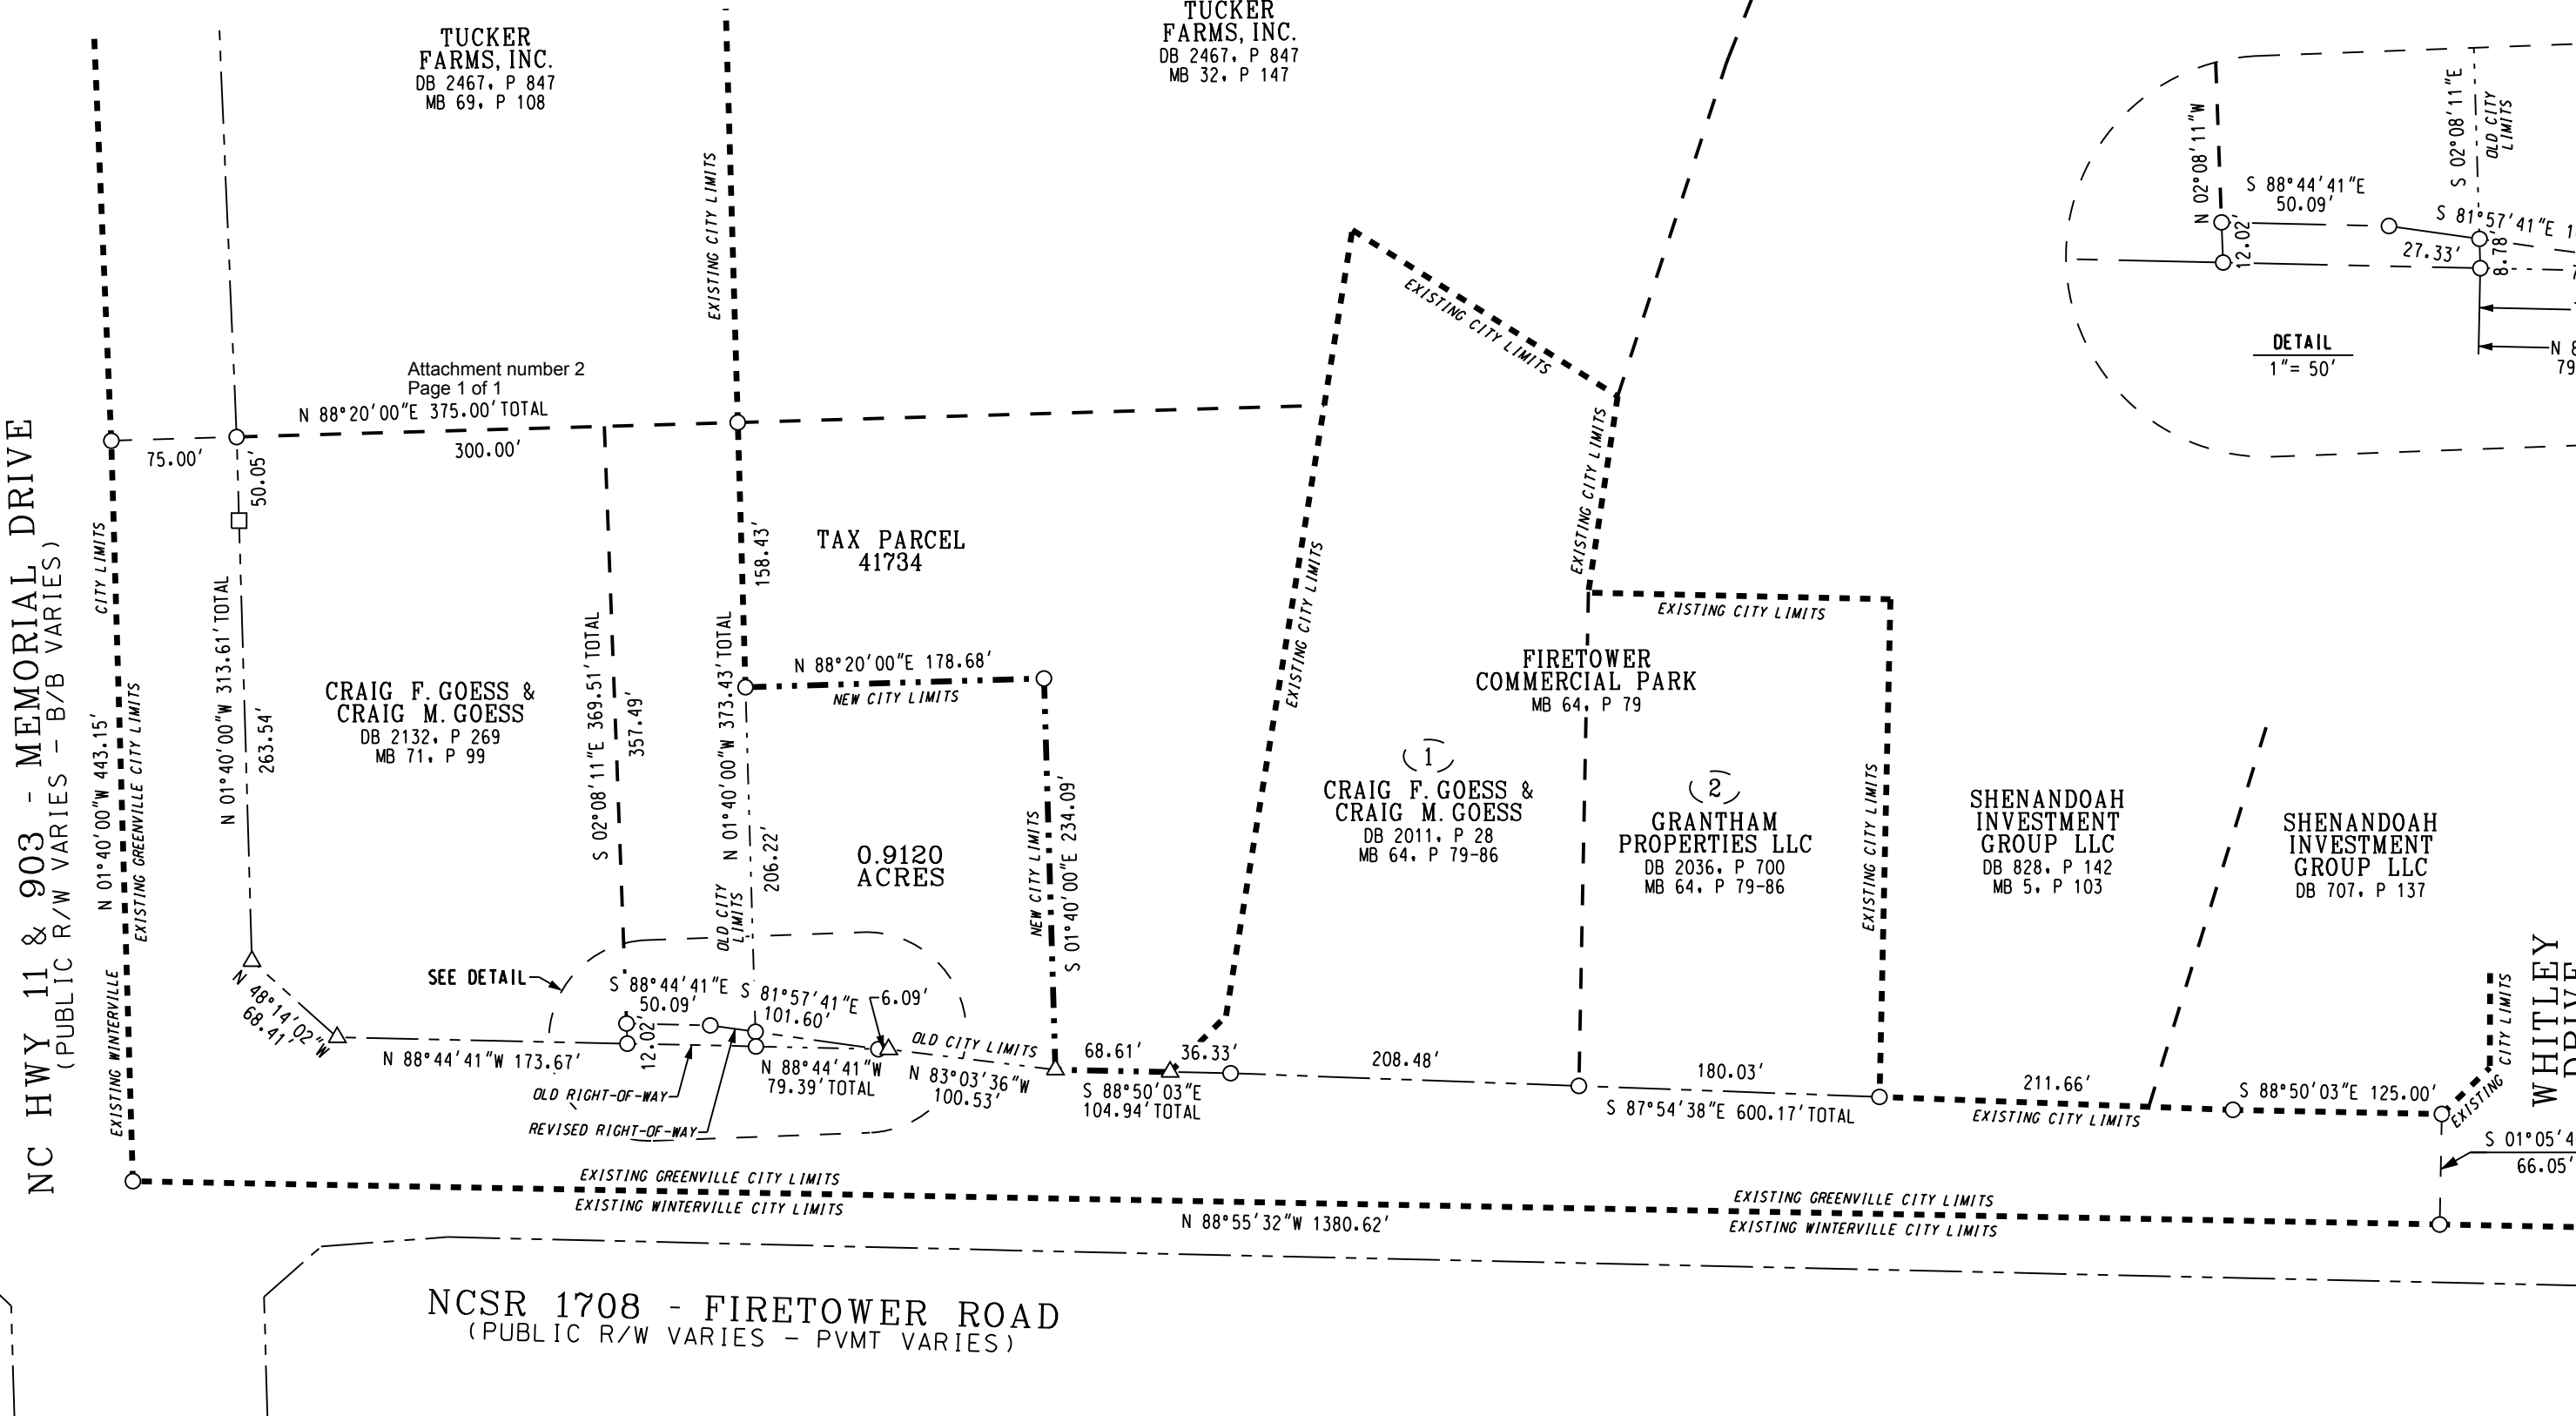 TUCKER
FARMS, INC.
DB 2467, P 847
MB 69, P 108
TUCKER
FARMS, INC.
DB 2467, P 847
MB 32, P 147
EXISTING CITY LIMITS
Attachment number 2
Page 1 of 1
N 88°20'00"E 375.00' TOTAL
75.00'
300.00'
50.05'
EXISTING CITY LIMITS
N 02°08'11"W
S 02°08'11"E
OLD CITY
LIMITS
S 88°44'41"E
50.09'
12.02'
27.33'
8.78'
DETAIL
1"= 50'
NC HWY 11 & 903 - MEMORIAL DRIVE
(PUBLIC R/W VARIES - B/B VARIES)
CITY LIMITS
EXISTING WINTERVILLE
N 01°40'00"W 443.15'
EXISTING GREENVILLE CITY LIMITS
N 01°40'00"W 313.61' TOTAL
263.54'
CRAIG F. GOESS &
CRAIG M. GOESS
DB 2132, P 269
MB 71, P 99
S 02°08'11"E 369.51' TOTAL
357.49'
N 01°40'00"W 373.43' TOTAL
158.43'
206.22'
OLD CITY
LIMITS
TAX PARCEL
41734
N 88°20'00"E 178.68'
NEW CITY LIMITS
0.9120
ACRES
NEW CITY LIMITS
S 01°40'00"E 234.09'
EXISTING CITY LIMITS
EXISTING CITY LIMITS
EXISTING CITY LIMITS
FIRETOWER
COMMERCIAL PARK
MB 64, P 79
1
CRAIG F. GOESS &
CRAIG M. GOESS
DB 2011, P 28
MB 64, P 79-86
2
GRANTHAM
PROPERTIES LLC
DB 2036, P 700
MB 64, P 79-86
EXISTING CITY LIMITS
SHENANDOAH
INVESTMENT
GROUP LLC
DB 828, P 142
MB 5, P 103
SHENANDOAH
INVESTMENT
GROUP LLC
DB 707, P 137
WHITLEY
DRIVE
CITY LIMITS
EXISTING
SEE DETAIL
N 48°14'02"W
68.41'
S 88°44'41"E
50.09'
S 81°57'41"E
101.60'
6.09'
OLD CITY LIMITS
N 88°44'41"W 173.67'
12.02'
N 88°44'41"W
79.39' TOTAL
N 83°03'36"W
100.53'
OLD RIGHT-OF-WAY
REVISED RIGHT-OF-WAY
68.61'
36.33'
S 88°50'03"E
104.94' TOTAL
208.48'
180.03'
S 87°54'38"E 600.17' TOTAL
211.66'
EXISTING CITY LIMITS
S 88°50'03"E 125.00'
66.05'
EXISTING GREENVILLE CITY LIMITS
EXISTING WINTERVILLE CITY LIMITS
N 88°55'32"W 1380.62'
EXISTING GREENVILLE CITY LIMITS
EXISTING WINTERVILLE CITY LIMITS
NCSR 1708 - FIRETOWER ROAD
(PUBLIC R/W VARIES - PVMT VARIES)